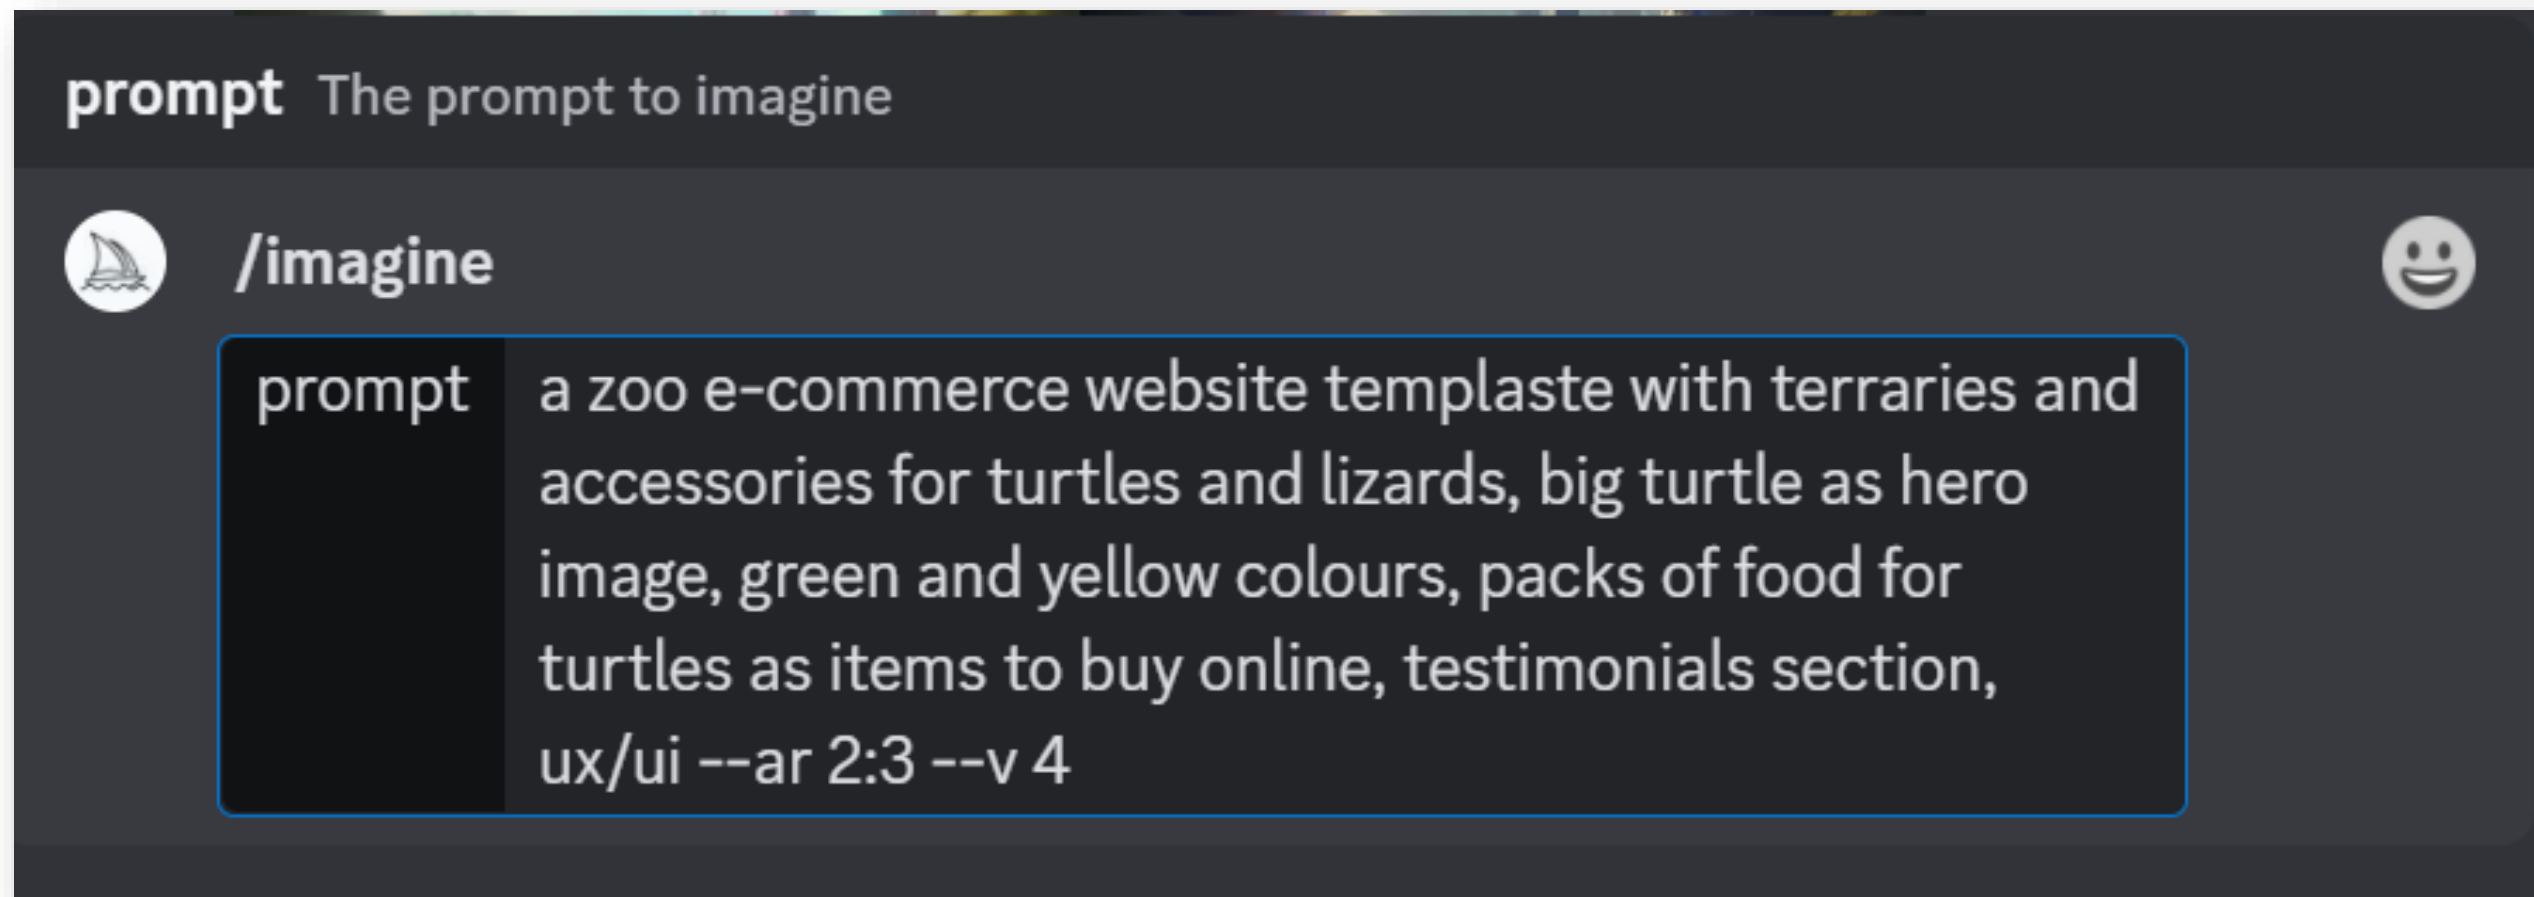 prompt The prompt to imagine
/imagine
prompt a zoo e-commerce website templaste with terraries and
accessories for turtles and lizards, big turtle as hero
image, green and yellow colours, packs of food for
turtles as items to buy online, testimonials section,
ux/ui --ar 2:3 --v 4